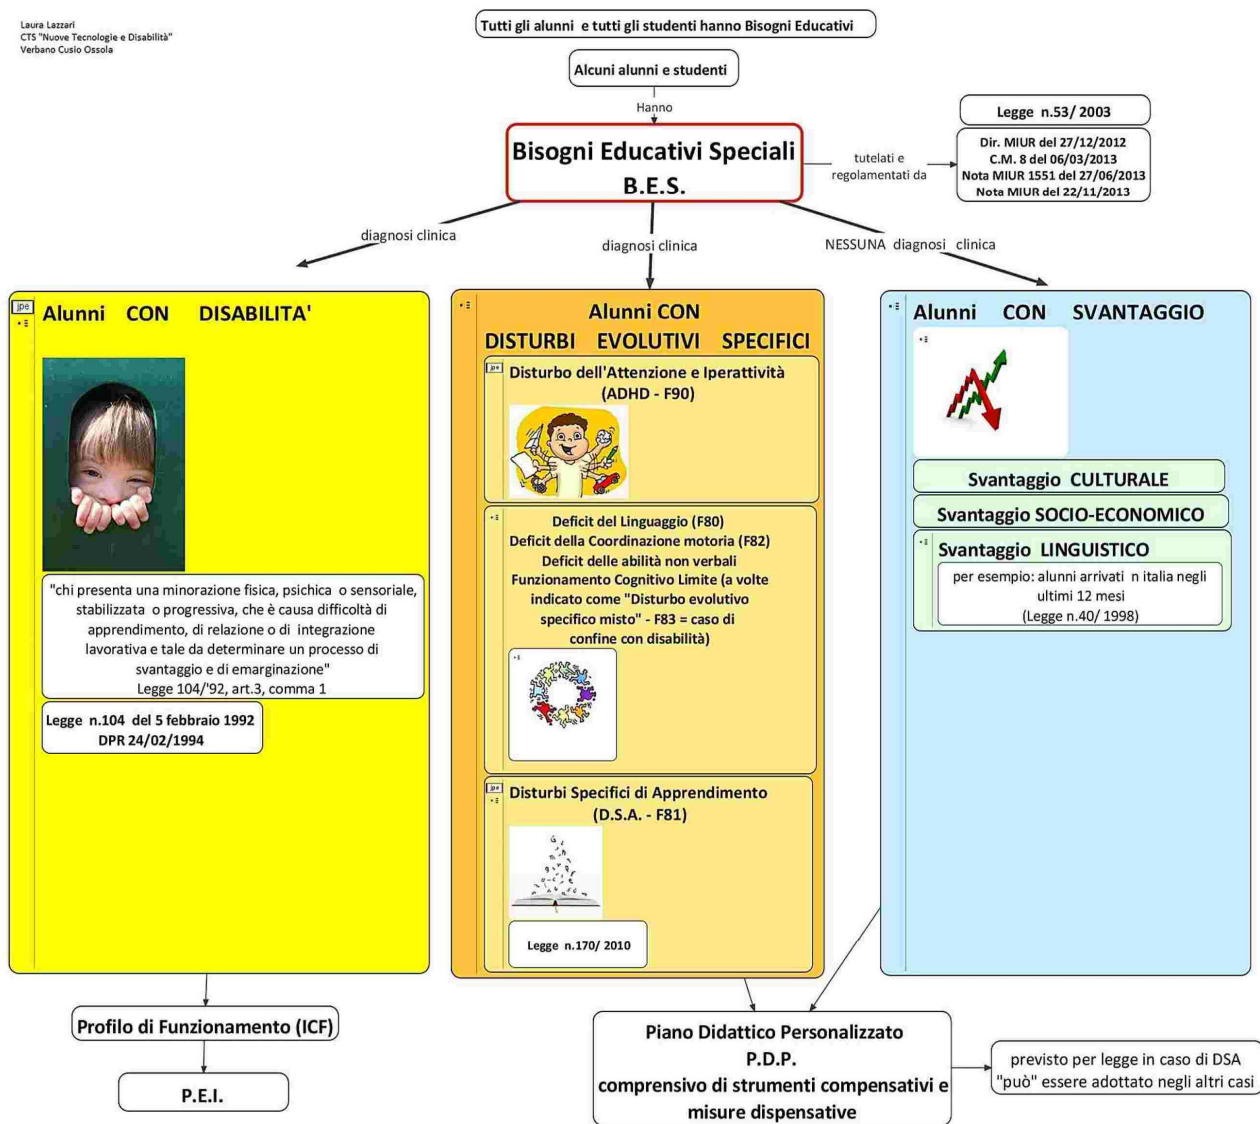 Laura Lazzari
CTS "Nuove Tecnologie e Disabilità"
Verbano Cusio Ossola
Tutti gli alunni e tutti gli studenti hanno Bisogni Educativi
Alcuni alunni e studenti
Hanno
Bisogni Educativi Speciali
B.E.S.
tutelati e
regolamentati da
Legge n.53/ 2003
Dir. MIUR del 27/12/2012
C.M. 8 del 06/03/2013
Nota MIUR 1551 del 27/06/2013
Nota MIUR del 22/11/2013
diagnosi clinica
diagnosi clinica
NESSUNA diagnosi clinica
jpe
Alunni CON DISABILITA'
"chi presenta una minorazione fisica, psichica o sensoriale,
stabilizzata o progressiva, che è causa difficoltà di
apprendimento, di relazione o di integrazione
lavorativa e tale da determinare un processo di
svantaggio e di emarginazione"
Legge 104/'92, art.3, comma 1
Legge n.104 del 5 febbraio 1992
DPR 24/02/1994
Profilo di Funzionamento (ICF)
P.E.I.
Alunni CON
DISTURBI EVOLUTIVI SPECIFICI
jpe
Disturbo dell'Attenzione e Iperattività
(ADHD - F90)
Deficit del Linguaggio (F80)
Deficit della Coordinazione motoria (F82)
Deficit delle abilità non verbali
Funzionamento Cognitivo Limite (a volte
indicato come "Disturbo evolutivo
specifico misto" - F83 = caso di
confine con disabilità)
jpe
Disturbi Specifici di Apprendimento
(D.S.A. - F81)
Legge n.170/ 2010
Alunni CON SVANTAGGIO
Svantaggio CULTURALE
Svantaggio SOCIO-ECONOMICO
Svantaggio LINGUISTICO
per esempio: alunni arrivati n italia negli
ultimi 12 mesi
(Legge n.40/ 1998)
Piano Didattico Personalizzato
P.D.P.
comprensivo di strumenti compensativi e
misure dispensative
previsto per legge in caso di DSA
"può" essere adottato negli altri casi